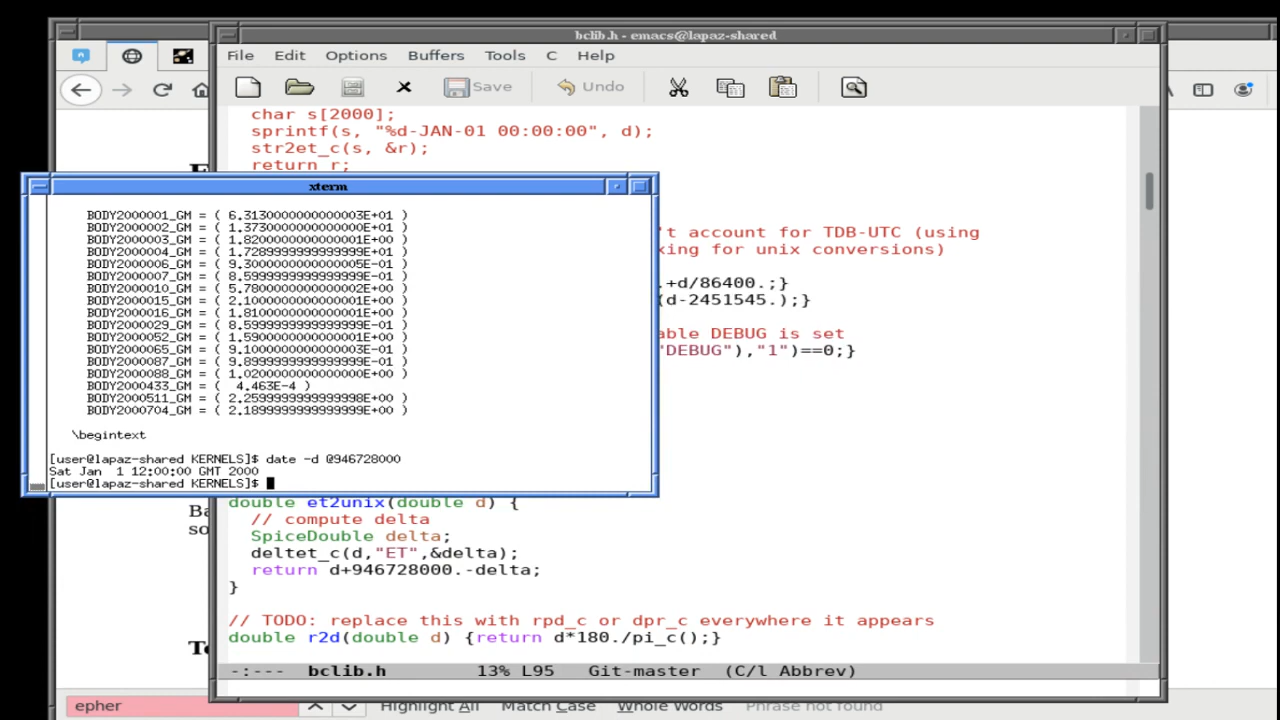 bclib.h - emacs@lapaz-shared
File Edit Options Buffers Tools C Help
Save Undo
char s[2000];
sprintf(s, "%d-JAN-01 00:00:00", d);
str2et_c(s, &r);
return r;
xterm
BODY2000001_GM = ( 6.3130000000000003E+01 )
BODY2000002_GM = ( 1.3730000000000000E+01 )
BODY2000003_GM = ( 1.8200000000000001E+00 )
BODY2000004_GM = ( 1.7289999999999999E+01 )
BODY2000006_GM = ( 9.3000000000000005E-01 )
BODY2000007_GM = ( 8.5999999999999999E-01 )
BODY2000010_GM = ( 5.7800000000000002E+00 )
BODY2000015_GM = ( 2.1000000000000001E+00 )
BODY2000016_GM = ( 1.8100000000000001E+00 )
BODY2000029_GM = ( 8.5999999999999999E-01 )
BODY2000052_GM = ( 1.5900000000000001E+00 )
BODY2000065_GM = ( 9.1000000000000003E-01 )
BODY2000087_GM = ( 9.8999999999999999E-01 )
BODY2000088_GM = ( 1.0200000000000000E+00 )
BODY2000433_GM = ( 4.463E-4 )
BODY2000511_GM = ( 2.2599999999999998E+00 )
BODY2000704_GM = ( 2.1899999999999999E+00 )
\begintext
[user@lapaz-shared KERNELS]$ date -d @946728000
Sat Jan 1 12:00:00 GMT 2000
[user@lapaz-shared KERNELS]$
't account for TDB-UTC (using
king for unix conversions)
.+d/86400.;}
(d-2451545.);}
able DEBUG is set
"DEBUG"),"1")==0;}
double et2unix(double d) {
// compute delta
SpiceDouble delta;
deltet_c(d,"ET",&delta);
return d+946728000.-delta;
}
// TODO: replace this with rpd_c or dpr_c everywhere it appears
double r2d(double d) {return d*180./pi_c();}
-:--- bclib.h 13% L95 Git-master (C/l Abbrev)
Ba
so
To
epher Highlight All Match Case Whole Words Phrase not found